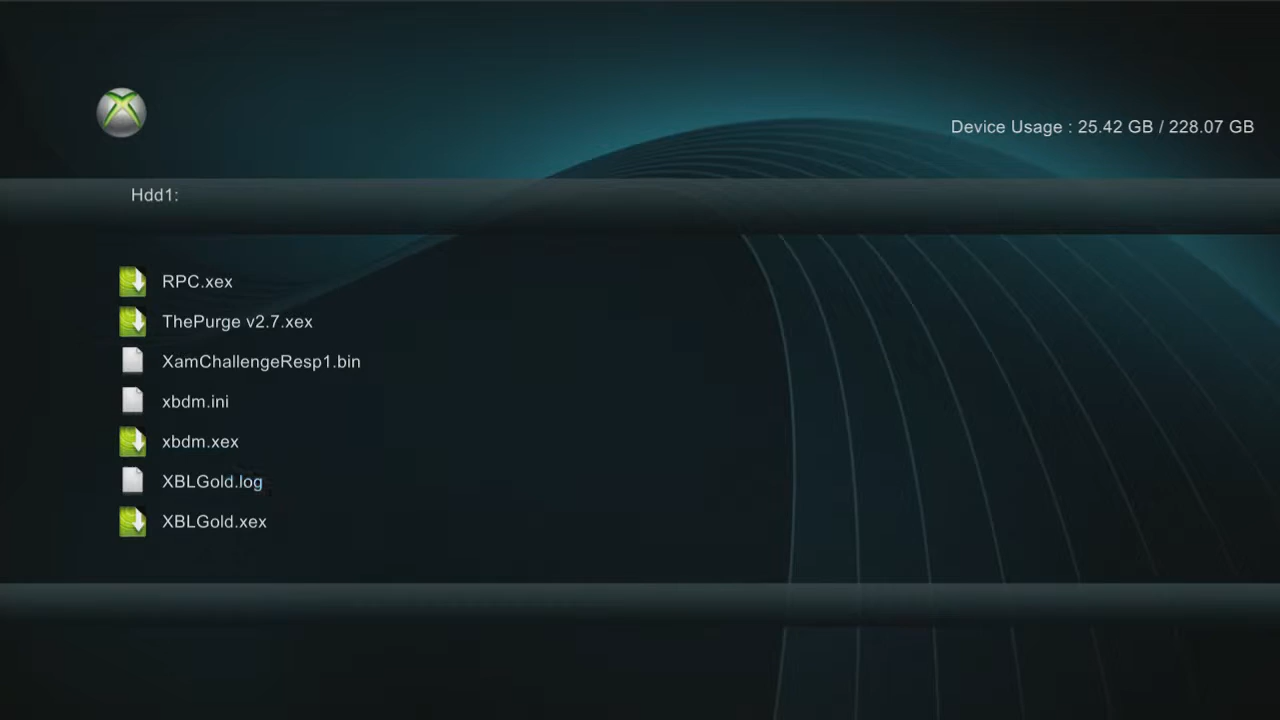 Device Usage : 25.42 GB / 228.07 GB
Hdd1:
RPC.xex
ThePurge v2.7.xex
XamChallengeResp1.bin
xbdm.ini
xbdm.xex
XBLGold.log
XBLGold.xex